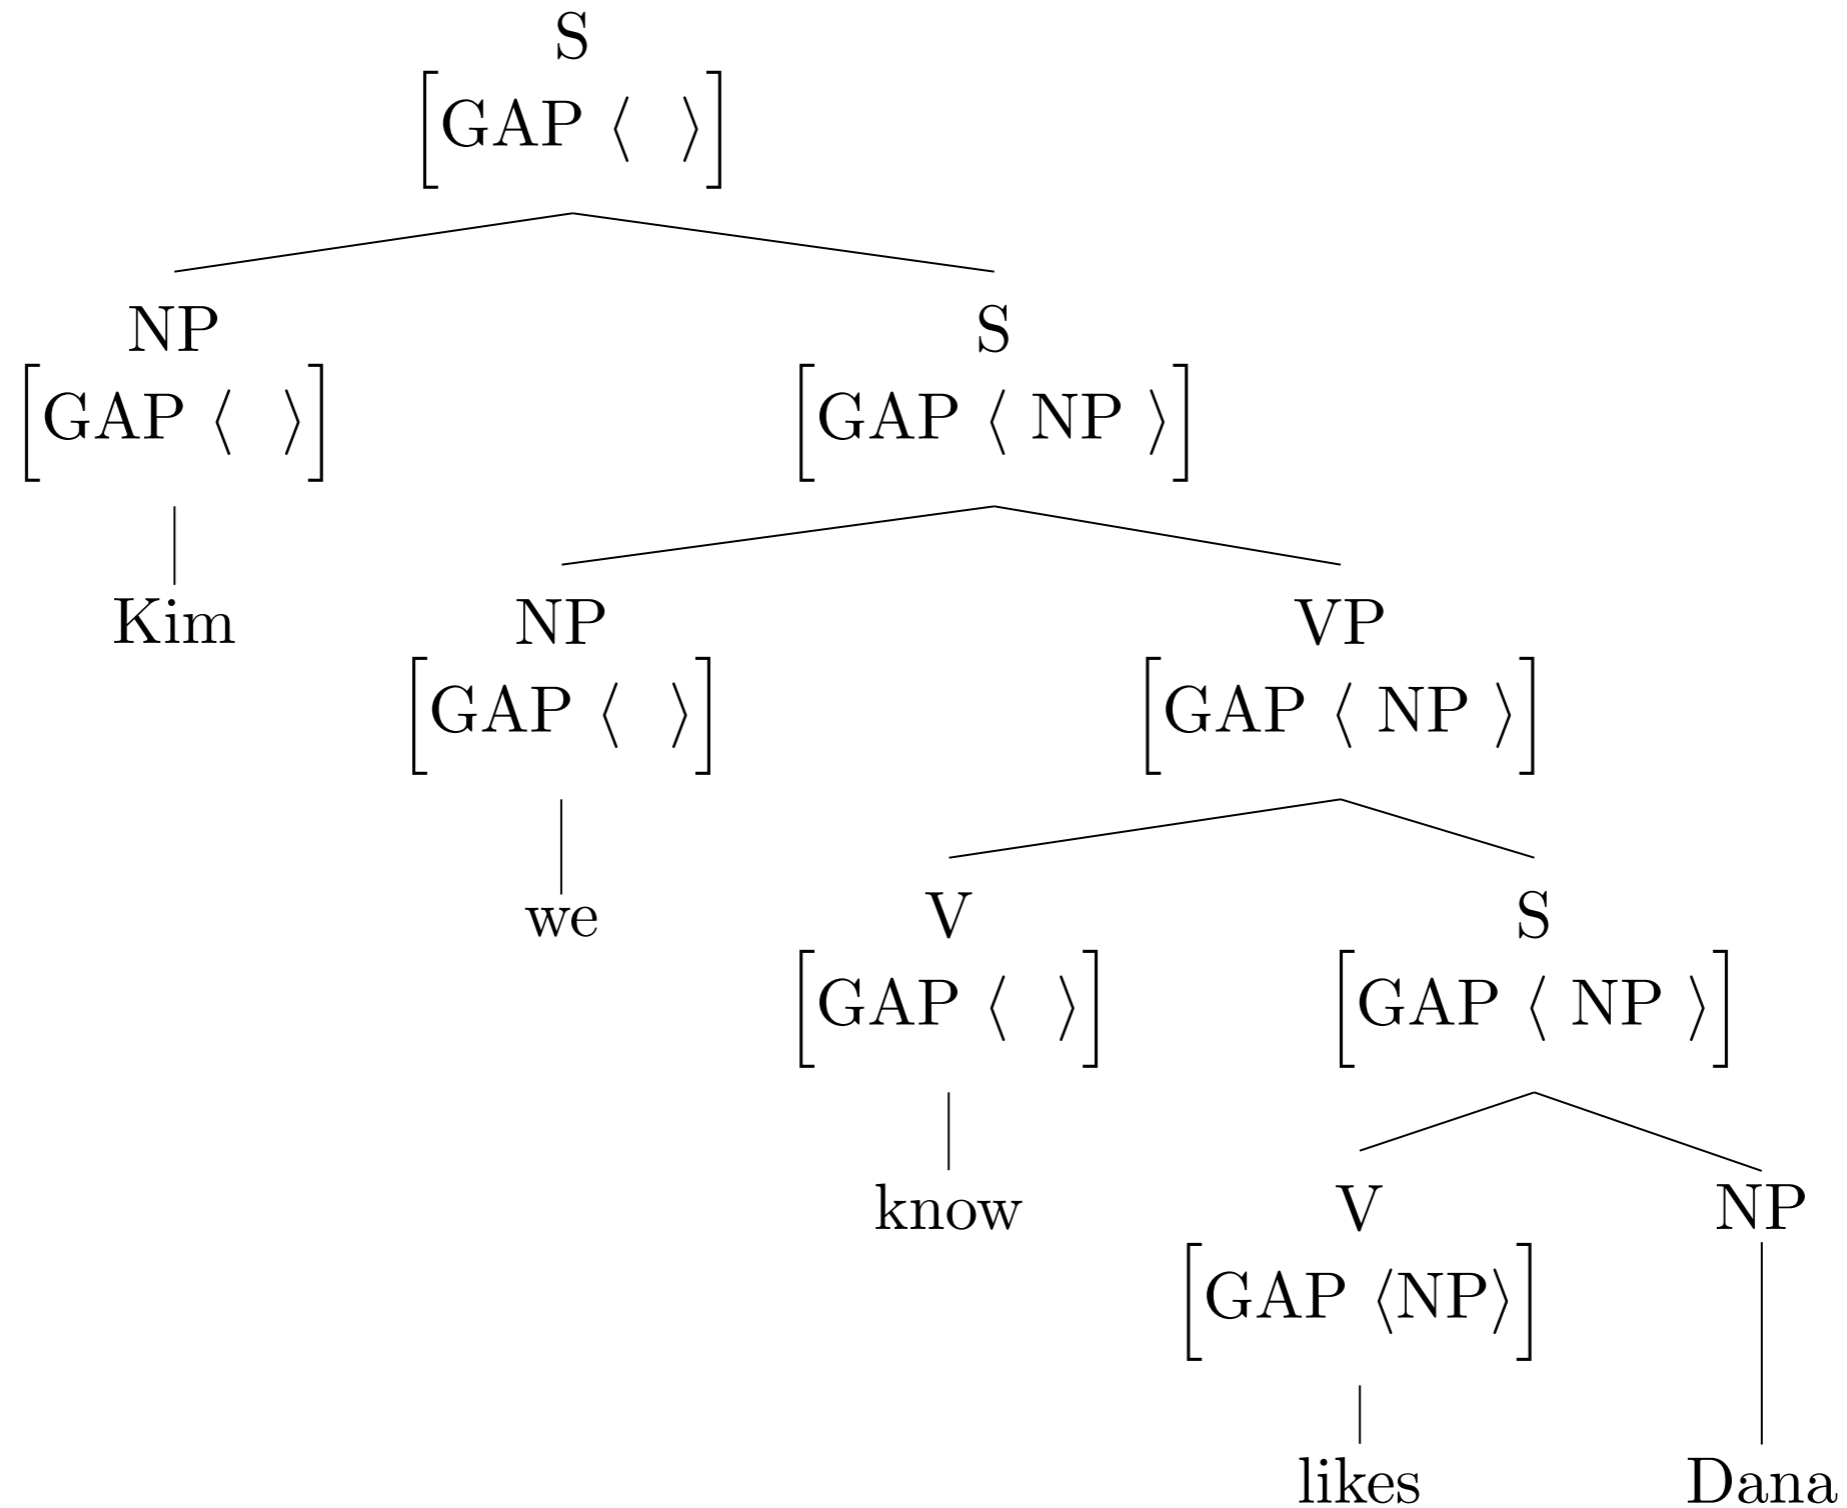 S
[GAP ⟨ ⟩]
NP S
[GAP ⟨ ⟩] [GAP ⟨ NP ⟩]
Kim NP VP
[GAP ⟨ ⟩] [GAP ⟨ NP ⟩]
we V S
[GAP ⟨ ⟩] [GAP ⟨ NP ⟩]
know V NP
[GAP ⟨NP⟩]
likes Dana